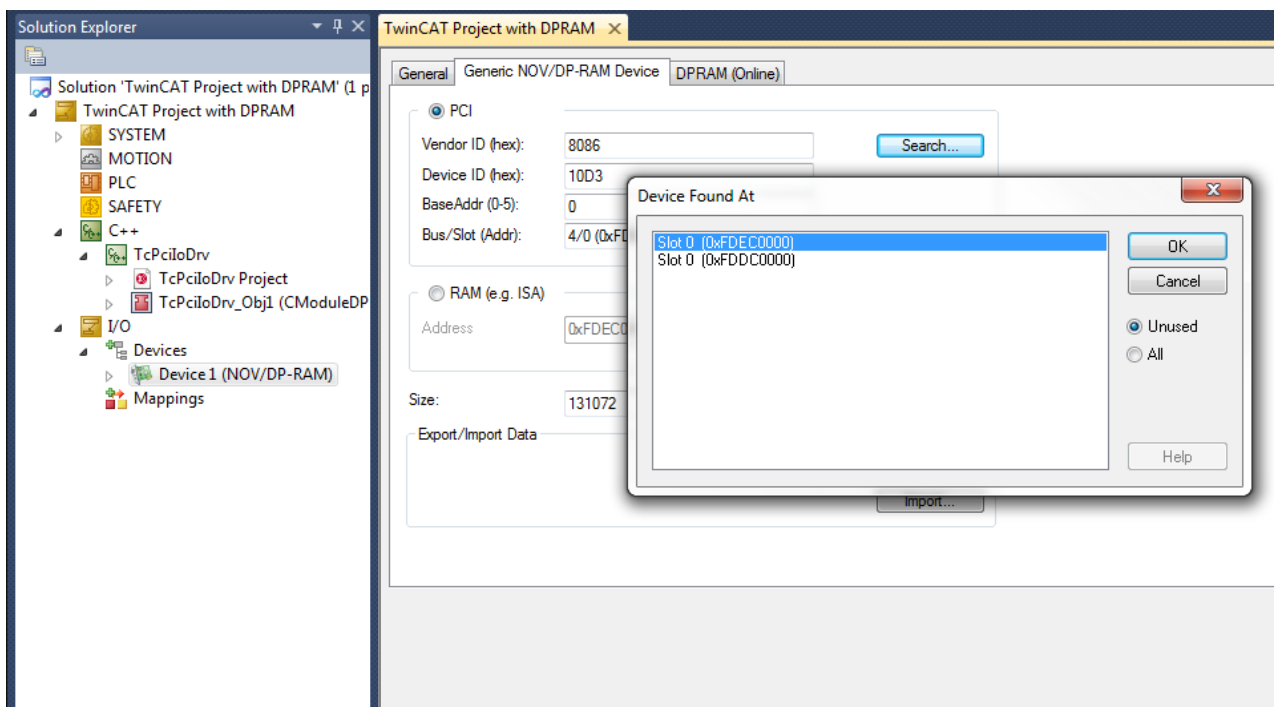 Solution Explorer
Solution 'TwinCAT Project with DPRAM' (1 p
TwinCAT Project with DPRAM
SYSTEM
MOTION
PLC
SAFETY
C++
TcPciIoDrv
TcPciIoDrv Project
TcPciIoDrv_Obj1 (CModuleDP
I/O
Devices
Device 1 (NOV/DP-RAM)
Mappings
TwinCAT Project with DPRAM
General Generic NOV/DP-RAM Device DPRAM (Online)
PCI
Vendor ID (hex): 8086 Search...
Device ID (hex): 10D3
BaseAddr (0-5): 0
Bus/Slot (Addr): 4/0 (0xFD
RAM (e.g. ISA)
Address 0xFDEC0
Size: 131072
Export/Import Data
Import...
Device Found At
Slot 0 (0xFDEC0000)
Slot 0 (0xFDDC0000)
OK
Cancel
Unused
All
Help